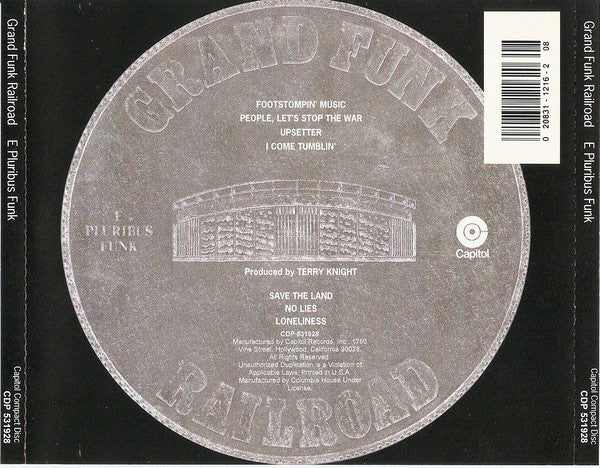 Grand Funk Railroad E Pluribus Funk
Capitol Compact Disc
CDP 531928
GRAND FUNK
FOOTSTOMPIN' MUSIC
PEOPLE, LET'S STOP THE WAR
UPSETTER
I COME TUMBLIN'
E
PLURIBUS
FUNK
Capitol
Produced by TERRY KNIGHT
SAVE THE LAND
NO LIES
LONELINESS
CDP 531928
Manufactured by Capitol Records, Inc., 1750
Vine Street, Hollywood, California 90028.
All Rights Reserved.
Unauthorized Duplication is a Violation of
Applicable Laws. Printed in U.S.A.
Manufactured by Columbia House Under
License.
RAILROAD
0 20831-1216-2 08
Grand Funk Railroad E Pluribus Funk
Capitol Compact Disc
CDP 531928